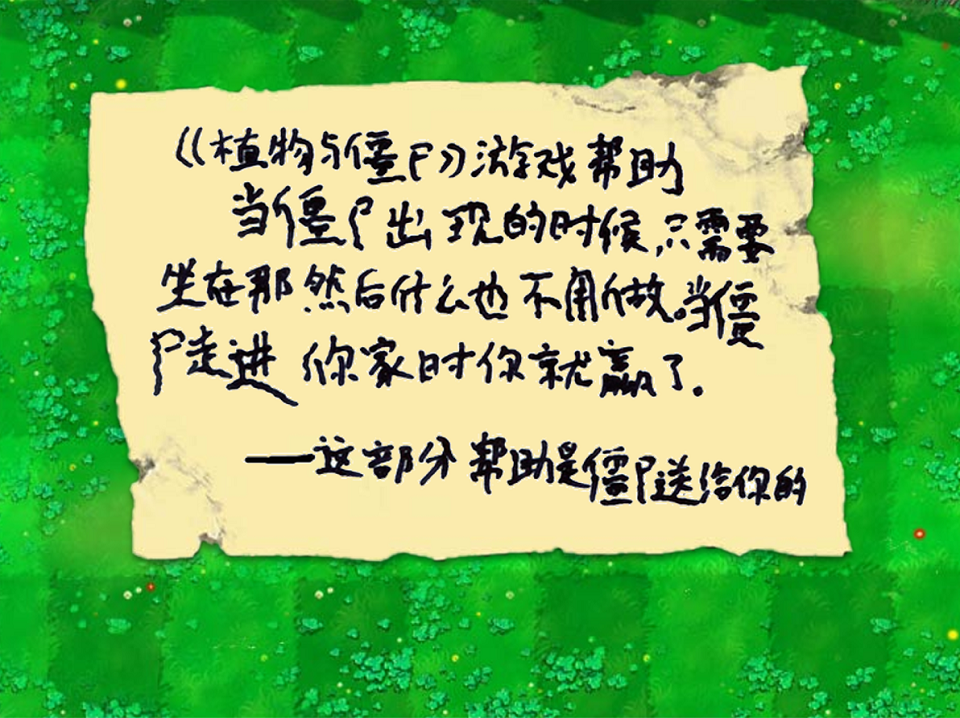 《植物与僵尸》游戏帮助
当僵尸出现的时候,只需要
坐在那然后什么也不用做。当僵
尸走进你家时你就赢了.
——这部分帮助是僵尸送给你的